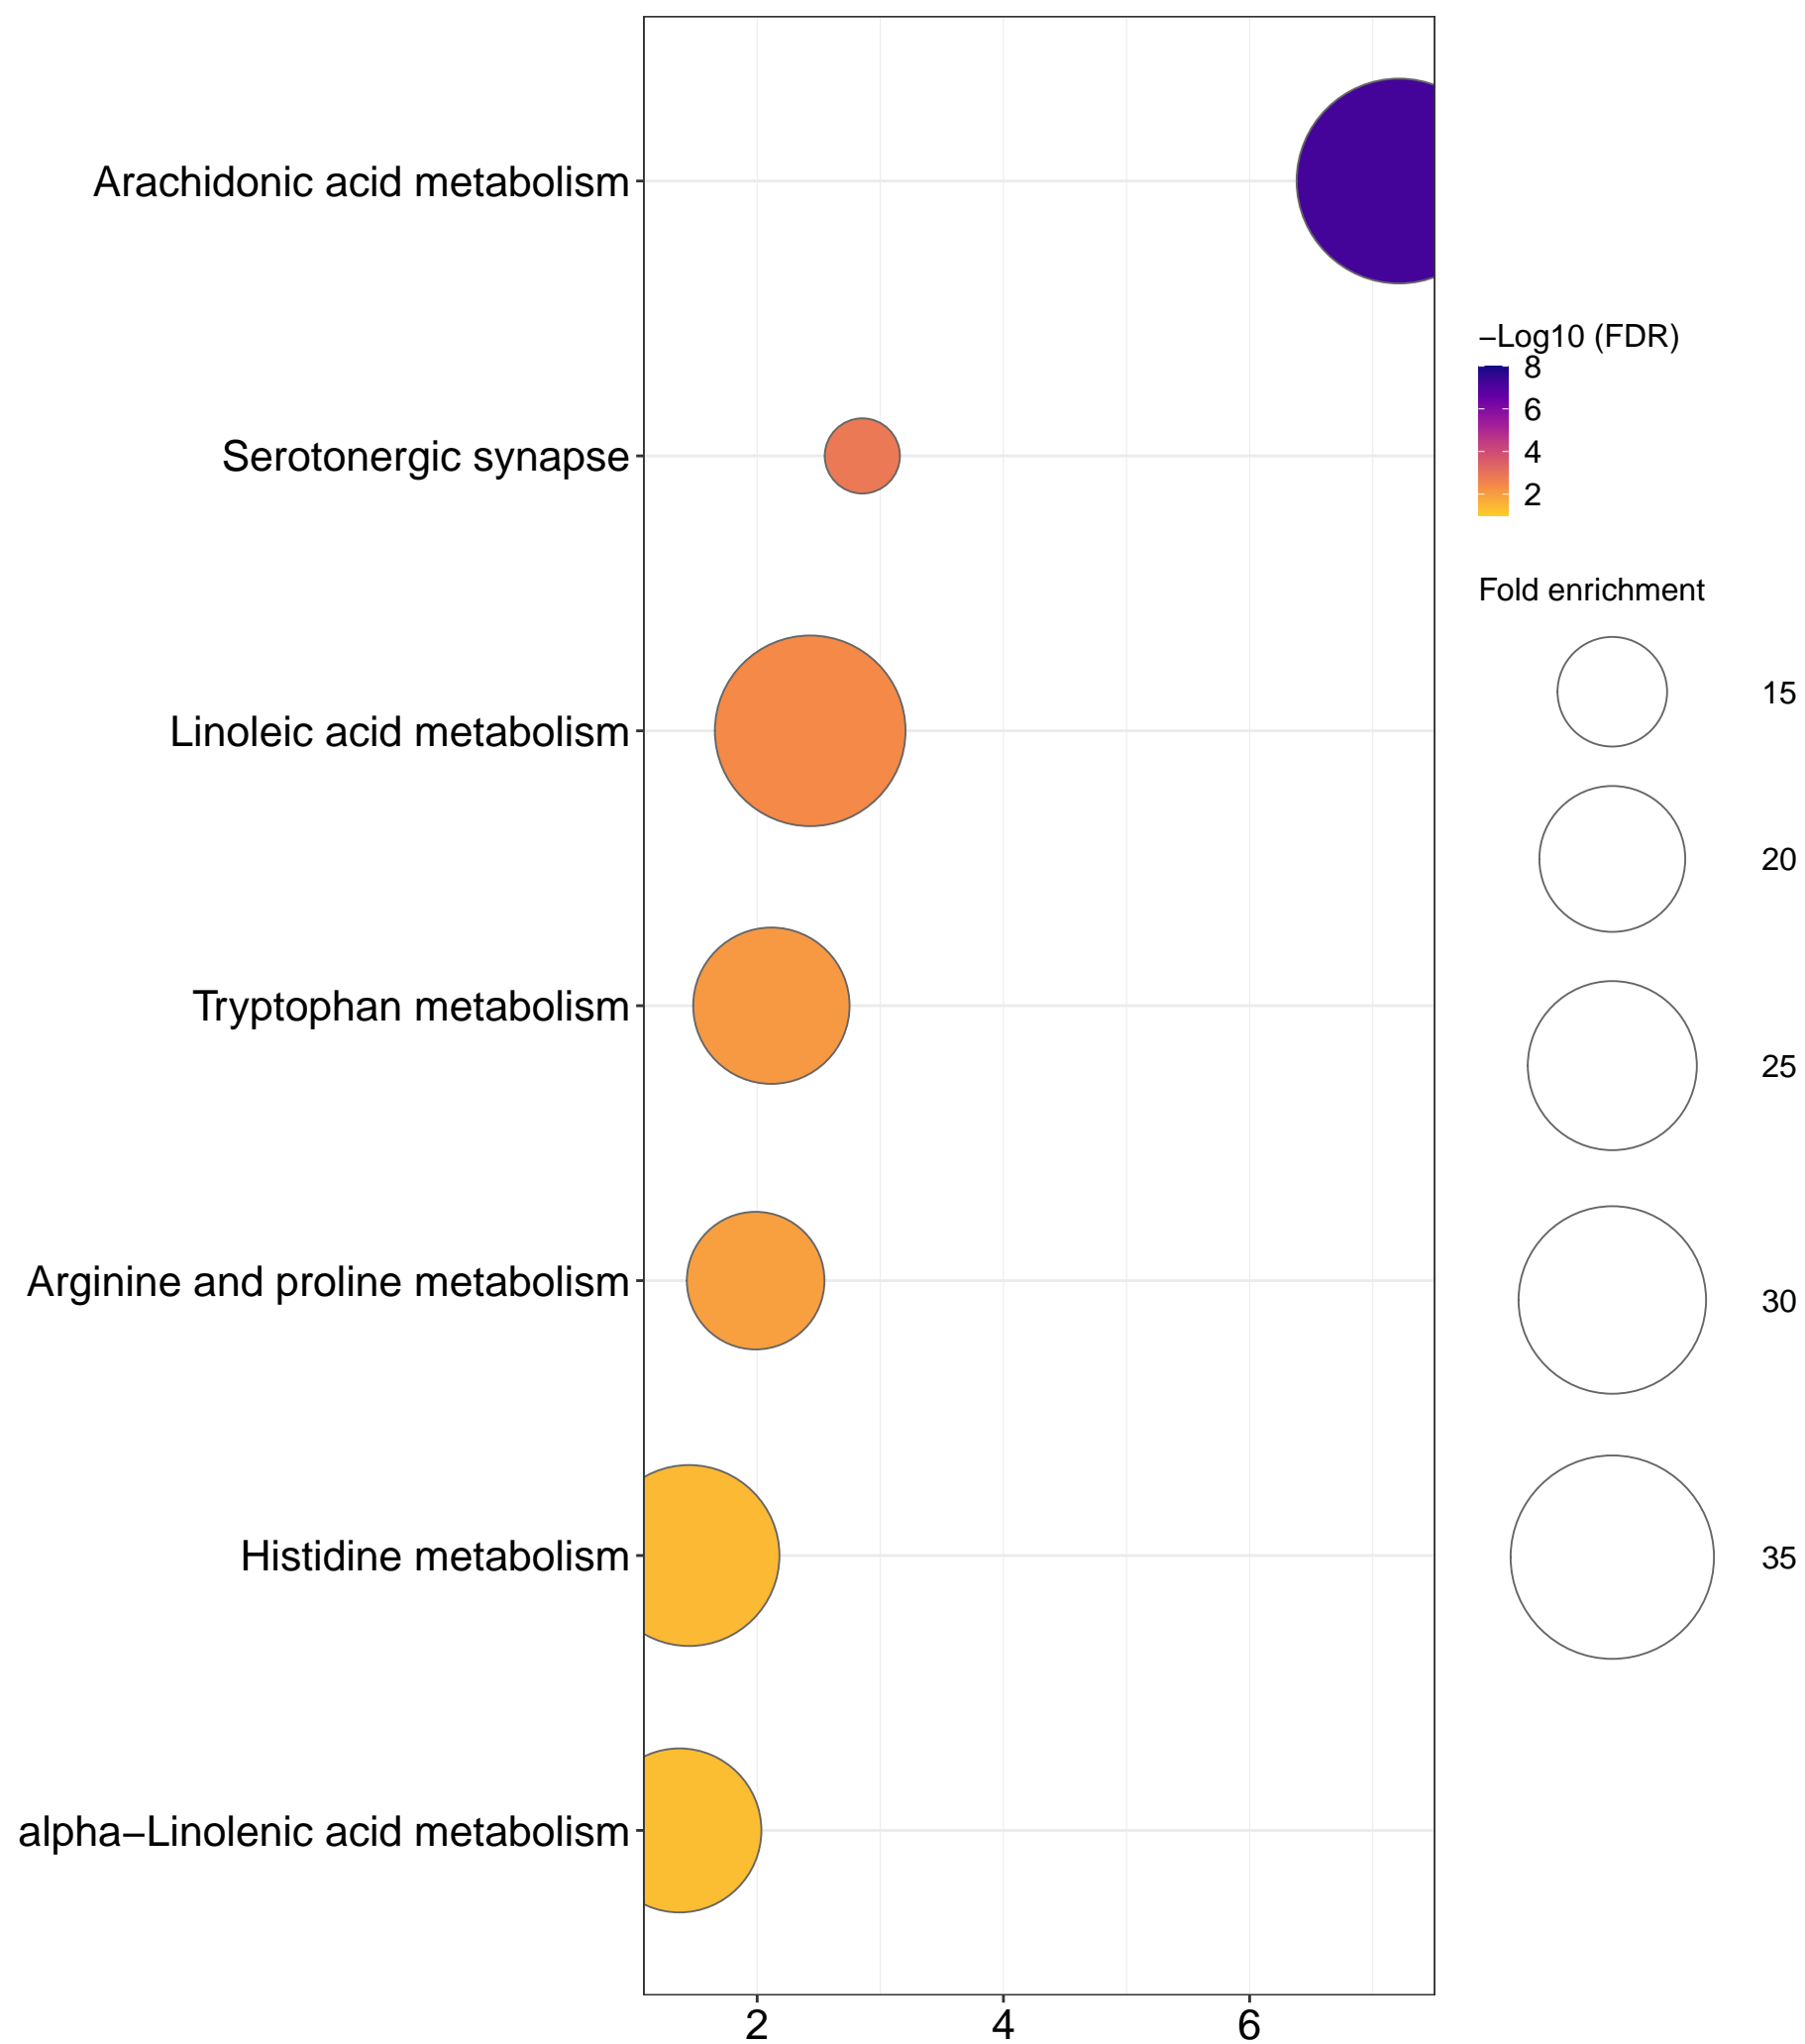 Arachidonic acid metabolism
Serotonergic synapse
Linoleic acid metabolism
Tryptophan metabolism
Arginine and proline metabolism
Histidine metabolism
alpha−Linolenic acid metabolism
2 4 6
−Log10 (FDR)
8
6
4
2
Fold enrichment
15
20
25
30
35